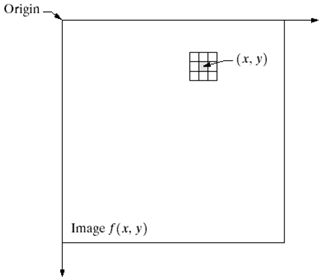 Origin
(x, y)
Image f(x, y)